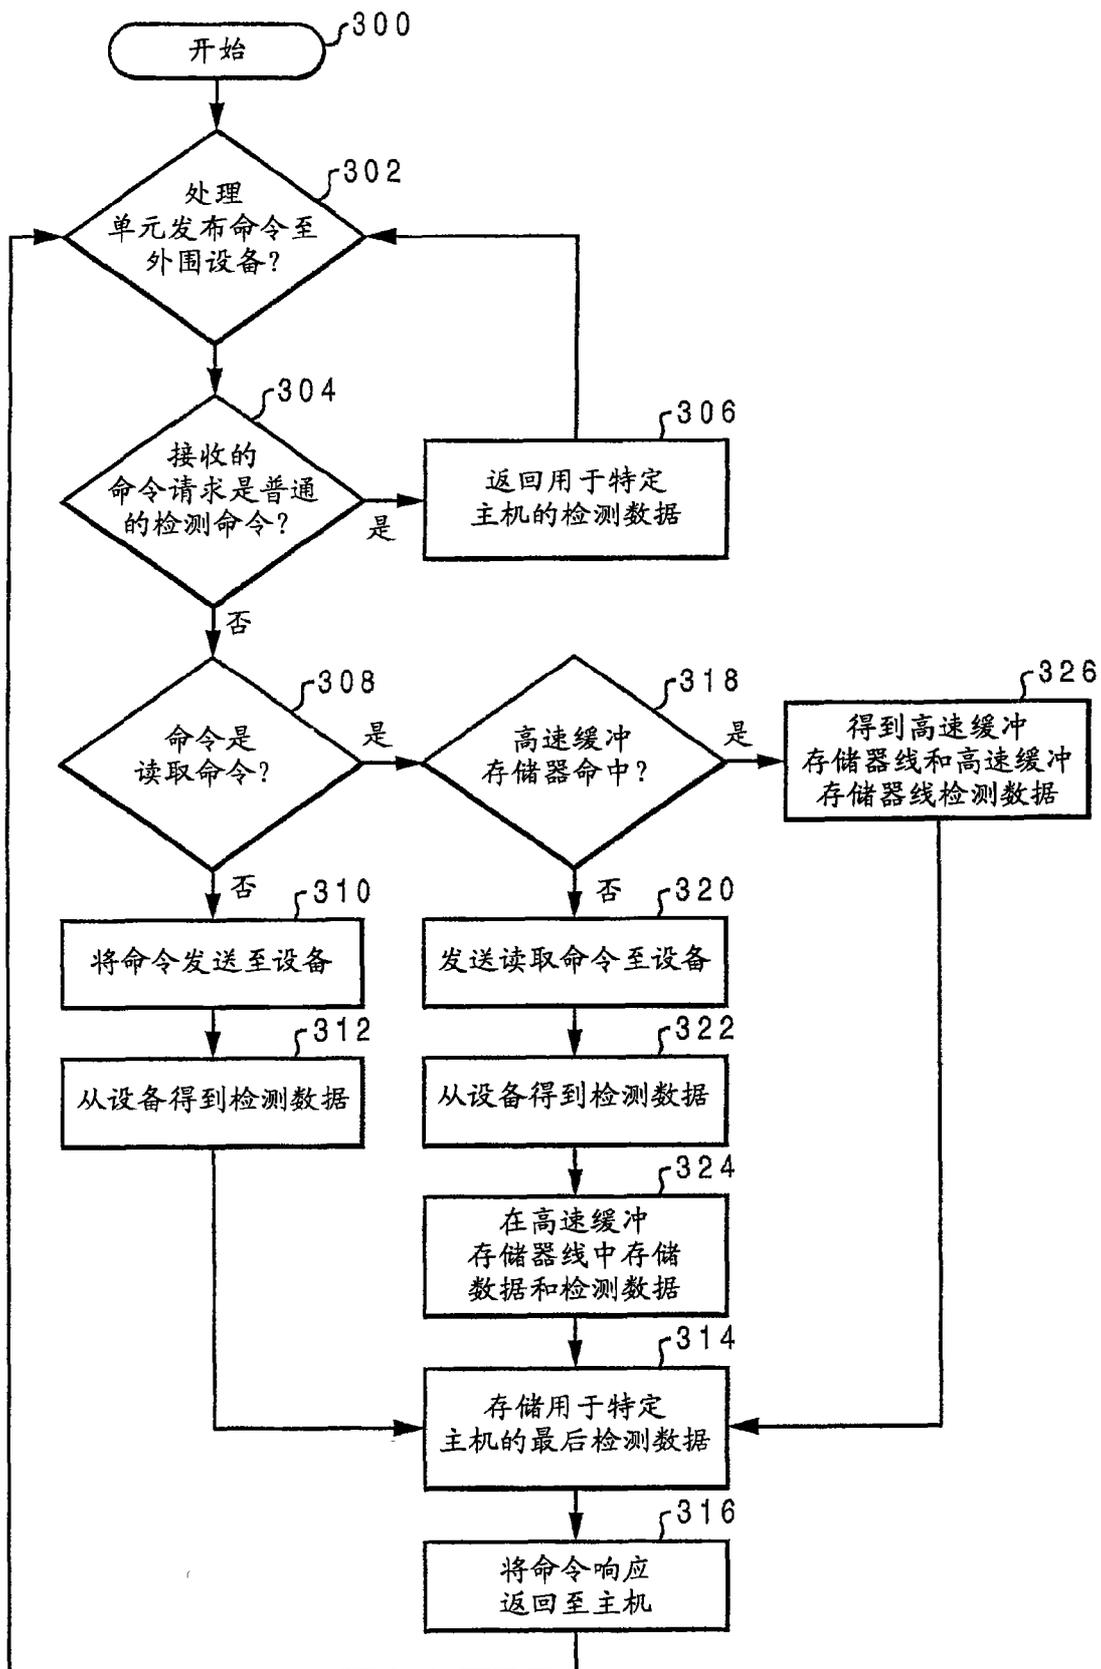 300
开始
302
处理
单元发布命令至
外围设备?
304
接收的
命令请求是普通
的检测命令?
是
306
返回用于特定
主机的检测数据
否
308
命令是
读取命令?
是
318
高速缓冲
存储器命中?
是
326
得到高速缓冲
存储器线和高速缓冲
存储器线检测数据
否
310
将命令发送至设备
312
从设备得到检测数据
否
320
发送读取命令至设备
322
从设备得到检测数据
324
在高速缓冲
存储器线中存储
数据和检测数据
314
存储用于特定
主机的最后检测数据
316
将命令响应
返回至主机